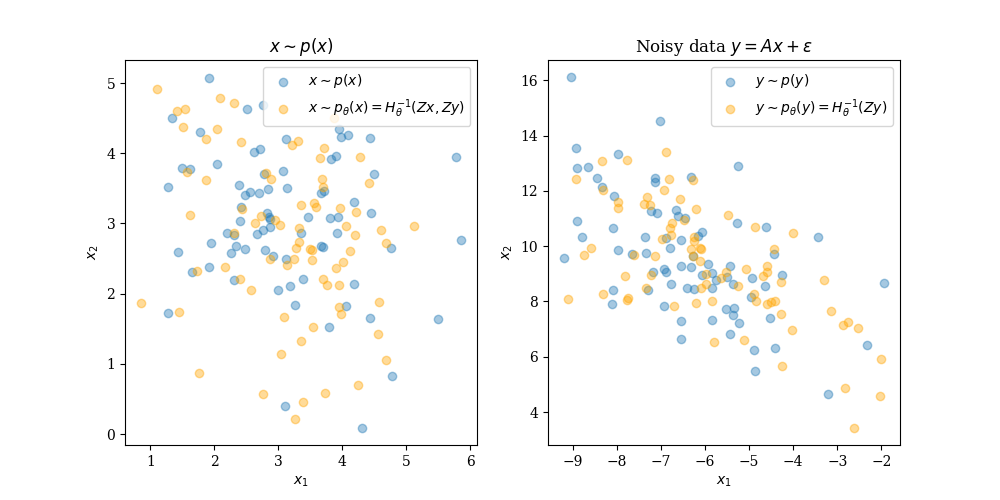 x ∼ p(x)
x ∼ p(x)
x ∼ p_θ(x) = H_θ^{-1}(Zx, Zy)
x_2
5
4
3
2
1
0
1 2 3 4 5 6
x_1
Noisy data y = Ax + ε
y ∼ p(y)
y ∼ p_θ(y) = H_θ^{-1}(Zy)
x_2
16
14
12
10
8
6
4
−9 −8 −7 −6 −5 −4 −3 −2
x_1